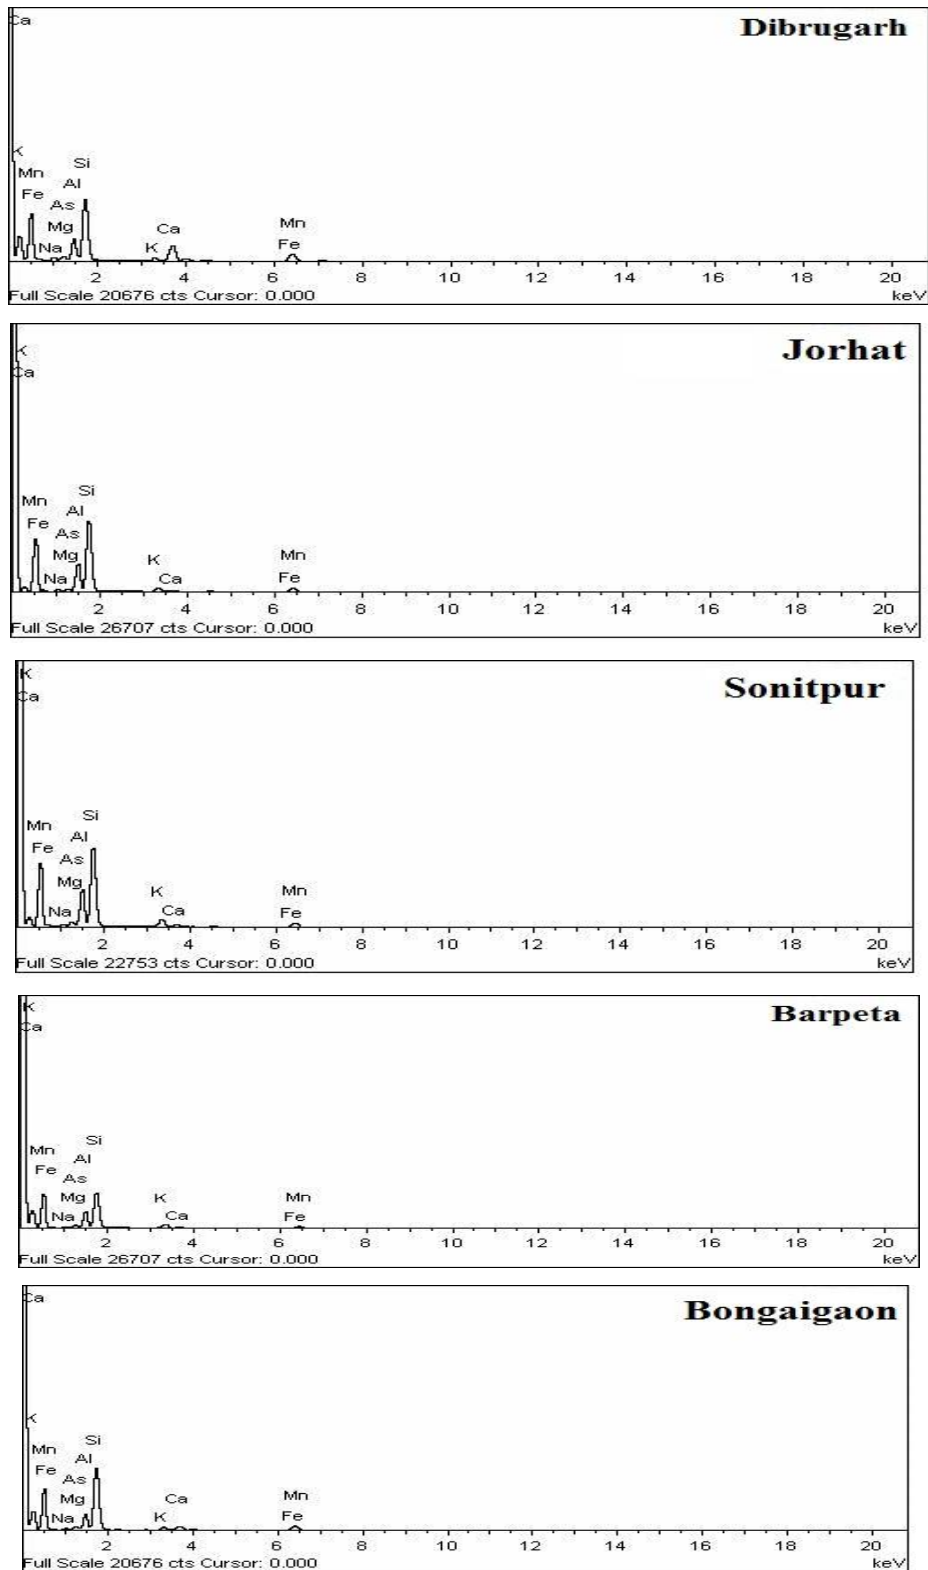 Ca
Dibrugarh
K
Si
Mn
Al
Fe
As
Mg
Ca
Mn
Na
K
Fe
2 4 6 8 10 12 14 16 18 20
Full Scale 20676 cts Cursor: 0.000 keV
K
Jorhat
Ca
Si
Mn
Al
Fe
As
Mg
K
Mn
Na
Ca
Fe
2 4 6 8 10 12 14 16 18 20
Full Scale 26707 cts Cursor: 0.000 keV
K
Sonitpur
Ca
Si
Mn
Al
Fe
As
Mg
K
Mn
Na
Ca
Fe
2 4 6 8 10 12 14 16 18 20
Full Scale 22753 cts Cursor: 0.000 keV
K
Barpeta
Ca
Si
Mn
Al
Fe
As
Mg
K
Mn
Na
Ca
Fe
2 4 6 8 10 12 14 16 18 20
Full Scale 26707 cts Cursor: 0.000 keV
Ca
Bongaigaon
K
Si
Mn
Al
Fe
As
Mg
Ca
Mn
Na
K
Fe
2 4 6 8 10 12 14 16 18 20
Full Scale 20676 cts Cursor: 0.000 keV